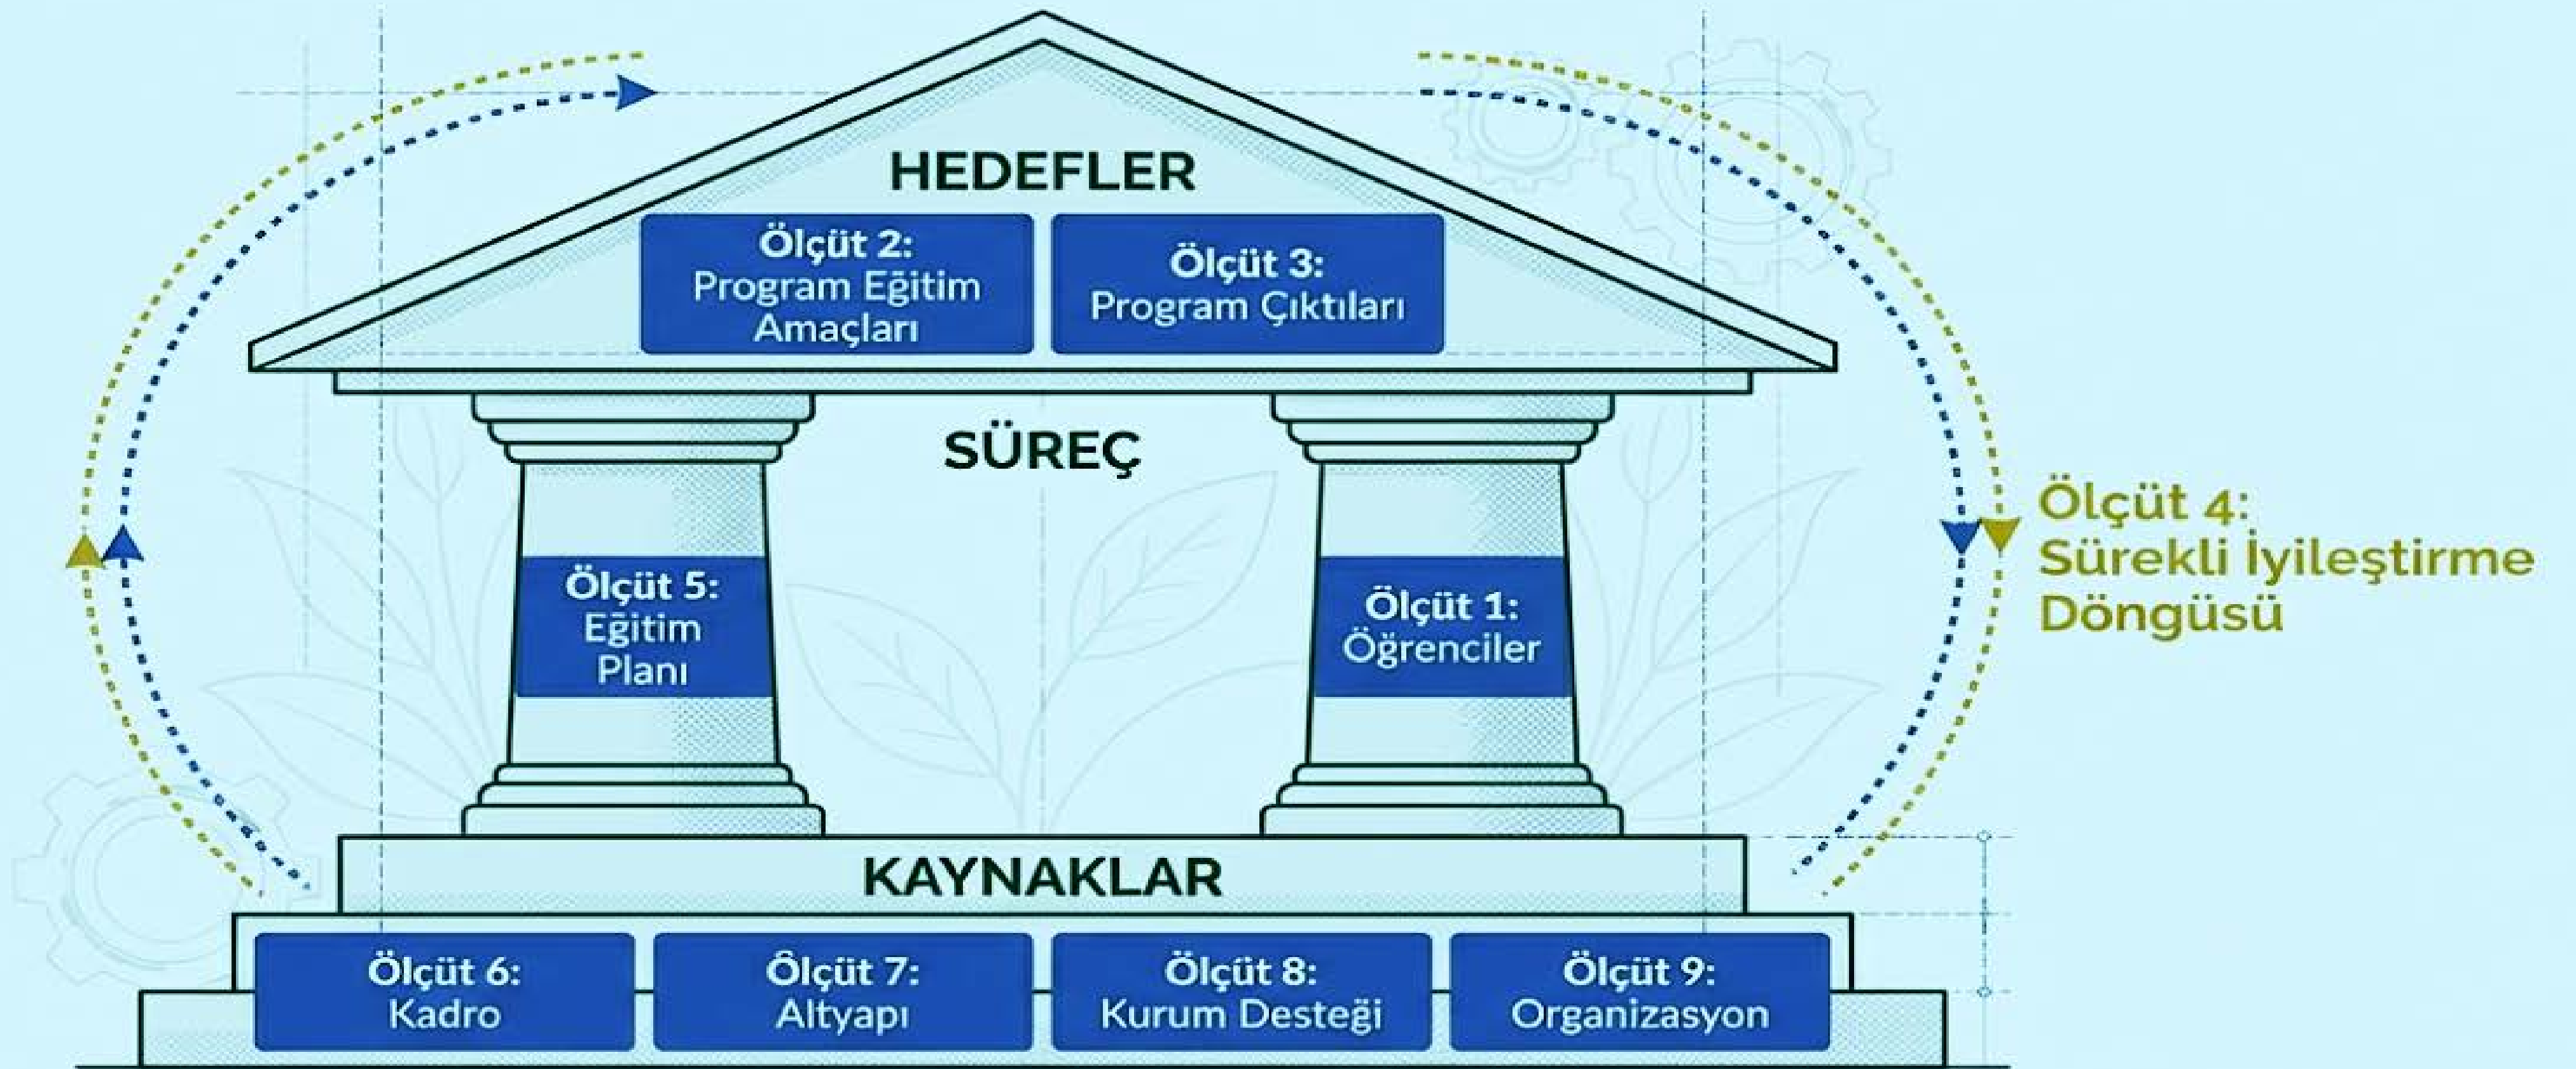 HEDEFLER
Ölçüt 2:
Program Eğitim
Amaçları
Ölçüt 3:
Program Çıktıları
SÜREÇ
Ölçüt 5:
Eğitim
Planı
Ölçüt 1:
Öğrenciler
Ölçüt 4:
Sürekli İyileştirme
Döngüsü
KAYNAKLAR
Ölçüt 6:
Kadro
Ôlçüt 7:
Altyapı
Ölçüt 8:
Kurum Desteği
Ölçüt 9:
Organizasyon